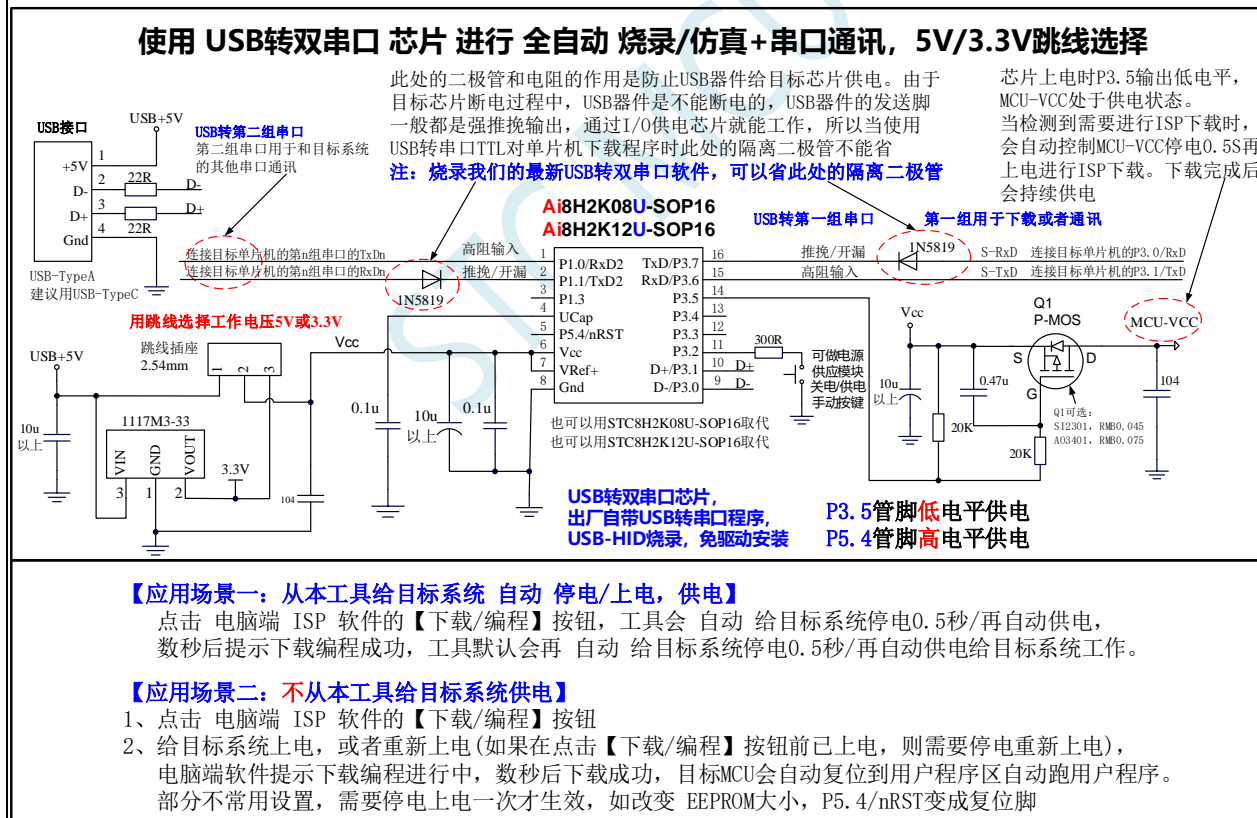 使用 USB转双串口 芯片 进行 全自动 烧录/仿真+串口通讯，5V/3.3V跳线选择
此处的二极管和电阻的作用是防止USB器件给目标芯片供电。由于
目标芯片断电过程中，USB器件是不能断电的，USB器件的发送脚
一般都是强推挽输出，通过I/O供电芯片就能工作，所以当使用
USB转串口TTL对单片机下载程序时此处的隔离二极管不能省
注：烧录我们的最新USB转双串口软件，可以省此处的隔离二极管
芯片上电时P3.5输出低电平，
MCU-VCC处于供电状态。
当检测到需要进行ISP下载时，
会自动控制MCU-VCC停电0.5S再
上电进行ISP下载。下载完成后
会持续供电
USB接口
USB+5V
+5V
1
D-
2
22R
D-
D+
3
22R
D+
Gnd
4
USB-TypeA
建议用USB-TypeC
USB转第二组串口
第二组串口用于和目标系统
的其他串口通讯
连接目标单片机的第n组串口的TxDn
连接目标单片机的第n组串口的RxDn
高阻输入
推挽/开漏
1N5819
Ai8H2K08U-SOP16
Ai8H2K12U-SOP16
1
P1.0/RxD2
2
P1.1/TxD2
3
P1.3
4
UCap
5
P5.4/nRST
6
Vcc
7
VRef+
8
Gnd
TxD/P3.7
16
RxD/P3.6
15
P3.5
14
P3.4
13
P3.3
12
P3.2
11
D+/P3.1
10
D+
D-/P3.0
9
D-
也可以用STC8H2K08U-SOP16取代
也可以用STC8H2K12U-SOP16取代
USB转第一组串口
第一组用于下载或者通讯
推挽/开漏
高阻输入
1N5819
S-RxD
连接目标单片机的P3.0/RxD
S-TxD
连接目标单片机的P3.1/TxD
300R
可做电源
供应模块
关电/供电
手动按键
Vcc
10u
以上
0.47u
20K
20K
Q1
P-MOS
S
D
G
MCU-VCC
104
Q1可选：
SI2301，RMB0.045
AO3401，RMB0.075
用跳线选择工作电压5V或3.3V
USB+5V
跳线插座
2.54mm
1
2
3
Vcc
10u
以上
1117M3-33
VIN
GND
VOUT
3
1
2
3.3V
104
0.1u
10u
以上
0.1u
USB转双串口芯片，
出厂自带USB转串口程序，
USB-HID烧录，免驱动安装
P3.5管脚低电平供电
P5.4管脚高电平供电
【应用场景一：从本工具给目标系统 自动 停电/上电，供电】
点击 电脑端 ISP 软件的【下载/编程】按钮，工具会 自动 给目标系统停电0.5秒/再自动供电，
数秒后提示下载编程成功，工具默认会再 自动 给目标系统停电0.5秒/再自动供电给目标系统工作。
【应用场景二：不从本工具给目标系统供电】
1、点击 电脑端 ISP 软件的【下载/编程】按钮
2、给目标系统上电，或者重新上电(如果在点击【下载/编程】按钮前已上电，则需要停电重新上电)，
电脑端软件提示下载编程进行中，数秒后下载成功，目标MCU会自动复位到用户程序区自动跑用户程序。
部分不常用设置，需要停电上电一次才生效，如改变 EEPROM大小，P5.4/nRST变成复位脚